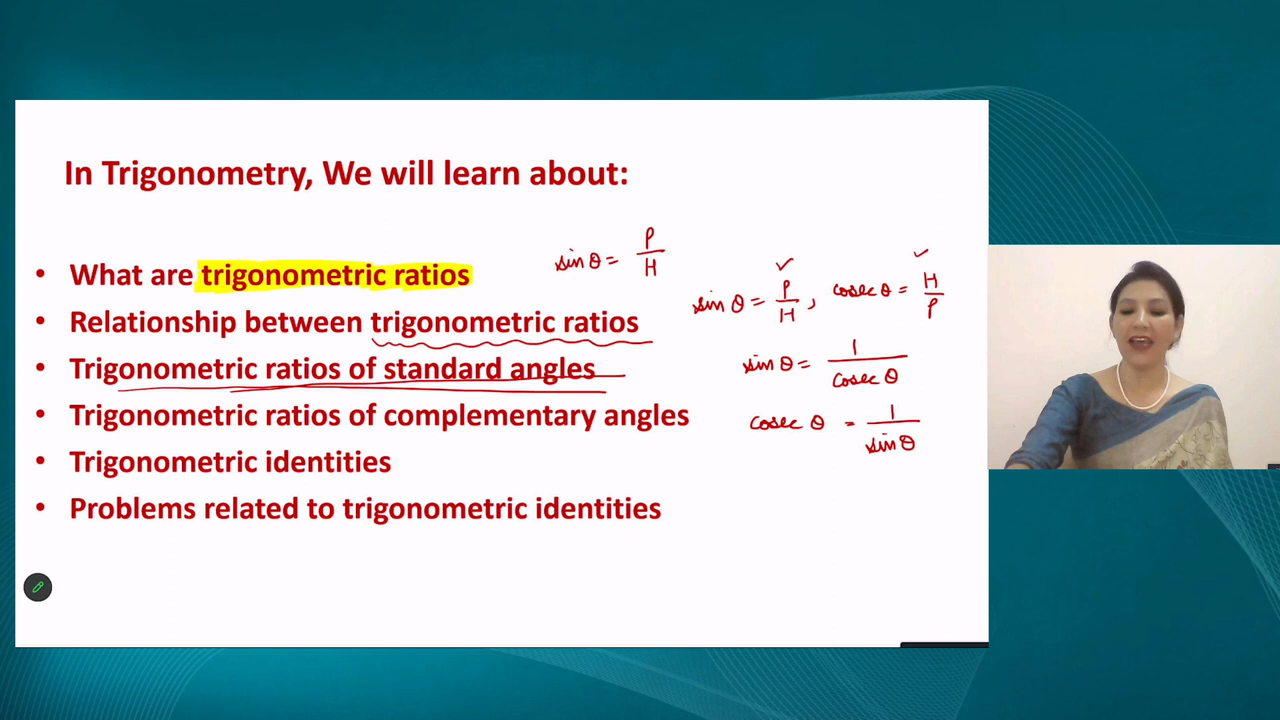 In Trigonometry, We will learn about:
• What are trigonometric ratios
• Relationship between trigonometric ratios
• Trigonometric ratios of standard angles
• Trigonometric ratios of complementary angles
• Trigonometric identities
• Problems related to trigonometric identities
sin θ = P/H
sin θ = P/H, cosec θ = H/P
sin θ = 1/cosec θ
cosec θ = 1/sin θ